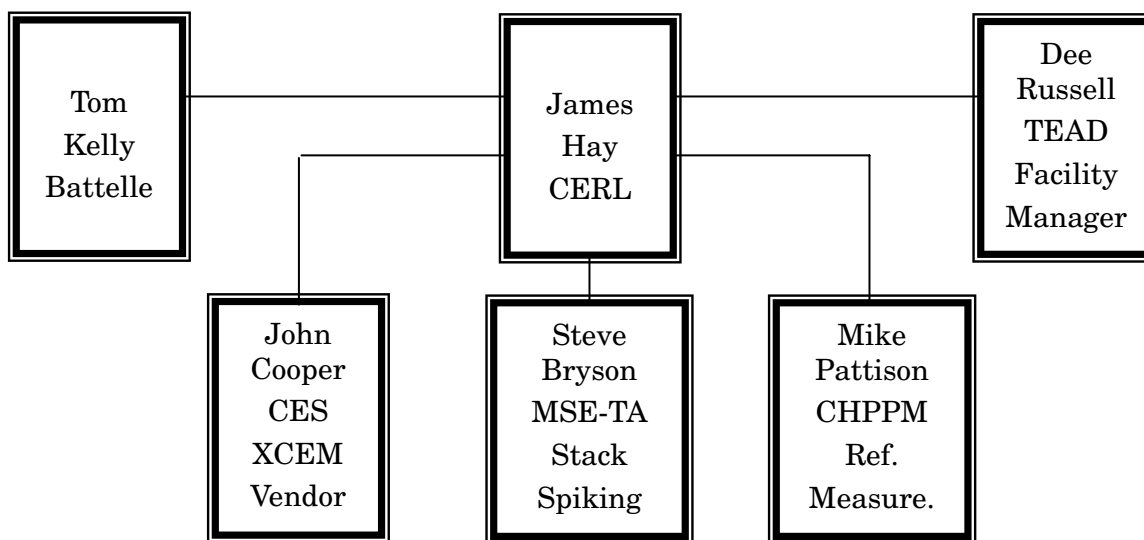 Tom
Kelly
Battelle
James
Hay
CERL
Dee
Russell
TEAD
Facility
Manager
John
Cooper
CES
XCEM
Vendor
Steve
Bryson
MSE-TA
Stack
Spiking
Mike
Pattison
CHPPM
Ref.
Measure.